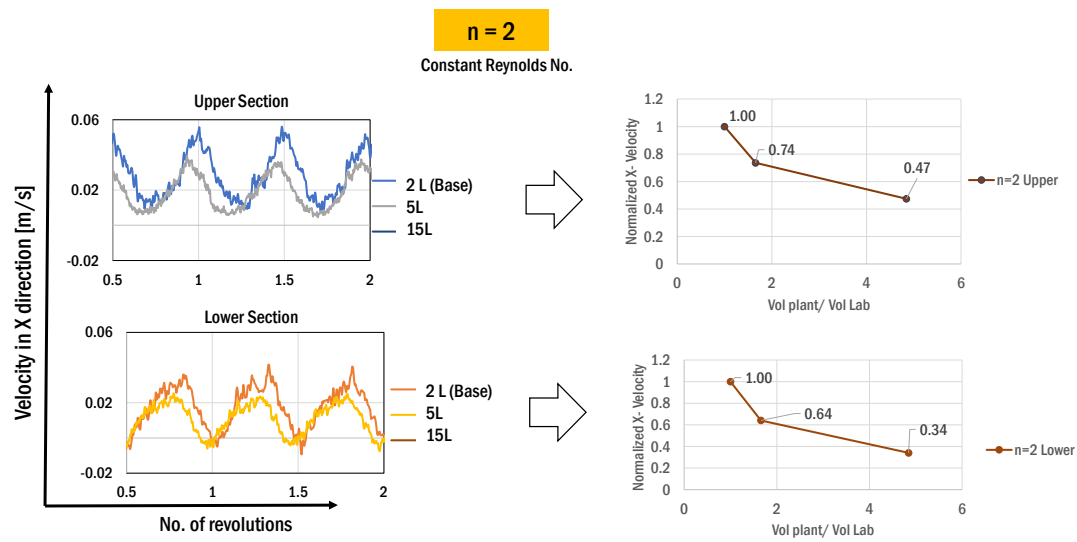 n = 2
Constant Reynolds No.
Velocity in X direction [m/s]
Upper Section
0.06
0.02
-0.02
0.5
1
1.5
2
2 L (Base)
5L
15L
1.2
1
0.8
0.6
0.4
0.2
0
0
2
4
6
1.00
0.74
0.47
Normalized X- Velocity
Vol plant/ Vol Lab
n=2 Upper
Lower Section
0.06
0.02
-0.02
0.5
1
1.5
2
2 L (Base)
5L
15L
No. of revolutions
1.2
1
0.8
0.6
0.4
0.2
0
0
2
4
6
1.00
0.64
0.34
Normalized X- Velocity
Vol plant/ Vol Lab
n=2 Lower